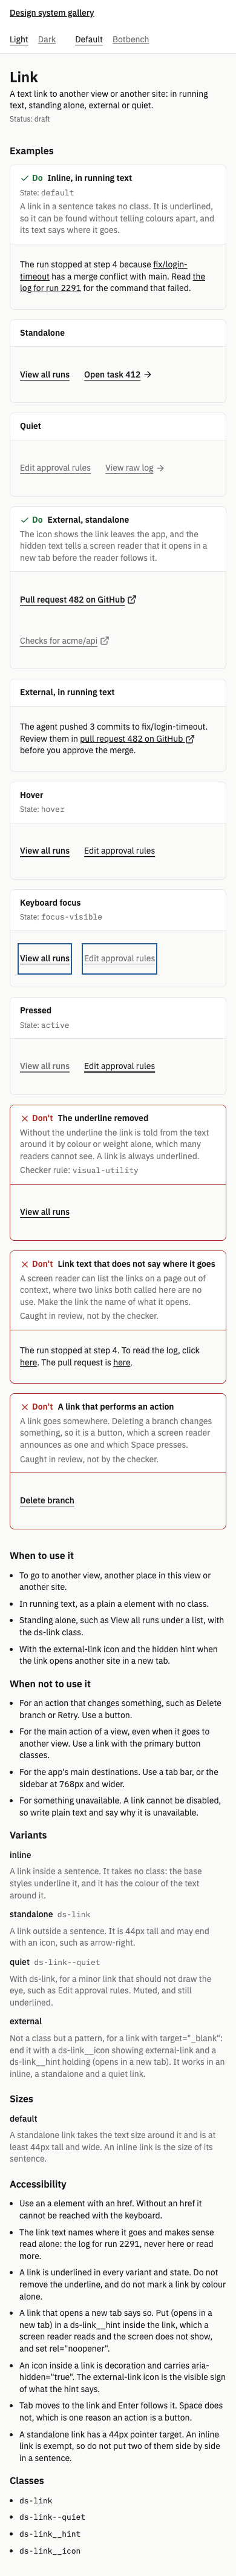 Design system gallery
Light Dark Default Botbench
Link
A text link to another view or another site: in running
text, standing alone, external or quiet.
Status: draft
Examples
Do Inline, in running text
State: default
A link in a sentence takes no class. It is underlined,
so it can be found without telling colours apart, and
its text says where it goes.
The run stopped at step 4 because fix/login-
timeout has a merge conflict with main. Read the
log for run 2291 for the command that failed.
Standalone
View all runs Open task 412 →
Quiet
Edit approval rules View raw log →
Do External, standalone
The icon shows the link leaves the app, and the
hidden text tells a screen reader that it opens in a
new tab before the reader follows it.
Pull request 482 on GitHub
Checks for acme/api
External, in running text
The agent pushed 3 commits to fix/login-timeout.
Review them in pull request 482 on GitHub
before you approve the merge.
Hover
State: hover
View all runs Edit approval rules
Keyboard focus
State: focus-visible
View all runs Edit approval rules
Pressed
State: active
View all runs Edit approval rules
Don't The underline removed
Without the underline the link is told from the text
around it by colour or weight alone, which many
readers cannot see. A link is always underlined.
Checker rule: visual-utility
View all runs
Don't Link text that does not say where it goes
A screen reader can list the links on a page out of
context, where two links both called here are no
use. Make the link the name of what it opens.
Caught in review, not by the checker.
The run stopped at step 4. To read the log, click
here. The pull request is here.
Don't A link that performs an action
A link goes somewhere. Deleting a branch changes
something, so it is a button, which a screen reader
announces as one and which Space presses.
Caught in review, not by the checker.
Delete branch
When to use it
• To go to another view, another place in this view or
another site.
• In running text, as a plain a element with no class.
• Standing alone, such as View all runs under a list, with
the ds-link class.
• With the external-link icon and the hidden hint when
the link opens another site in a new tab.
When not to use it
• For an action that changes something, such as Delete
branch or Retry. Use a button.
• For the main action of a view, even when it goes to
another view. Use a link with the primary button
classes.
• For the app's main destinations. Use a tab bar, or the
sidebar at 768px and wider.
• For something unavailable. A link cannot be disabled,
so write plain text and say why it is unavailable.
Variants
inline
A link inside a sentence. It takes no class: the base
styles underline it, and it has the colour of the text
around it.
standalone ds-link
A link outside a sentence. It is 44px tall and may end
with an icon, such as arrow-right.
quiet ds-link--quiet
With ds-link, for a minor link that should not draw the
eye, such as Edit approval rules. Muted, and still
underlined.
external
Not a class but a pattern, for a link with target="_blank":
end it with a ds-link__icon showing external-link and a
ds-link__hint holding (opens in a new tab). It works in an
inline, a standalone and a quiet link.
Sizes
default
A standalone link takes the text size around it and is at
least 44px tall and wide. An inline link is the size of its
sentence.
Accessibility
• Use an a element with an href. Without an href it
cannot be reached with the keyboard.
• The link text names where it goes and makes sense
read alone: the log for run 2291, never here or read
more.
• A link is underlined in every variant and state. Do not
remove the underline, and do not mark a link by colour
alone.
• A link that opens a new tab says so. Put (opens in a
new tab) in a ds-link__hint inside the link, which a
screen reader reads and the screen does not show,
and set rel="noopener".
• An icon inside a link is decoration and carries aria-
hidden="true". The external-link icon is the visible sign
of what the hint says.
• Tab moves to the link and Enter follows it. Space does
not, which is one reason an action is a button.
• A standalone link has a 44px pointer target. An inline
link is exempt, so do not put two of them side by side
in a sentence.
Classes
• ds-link
• ds-link--quiet
• ds-link__hint
• ds-link__icon